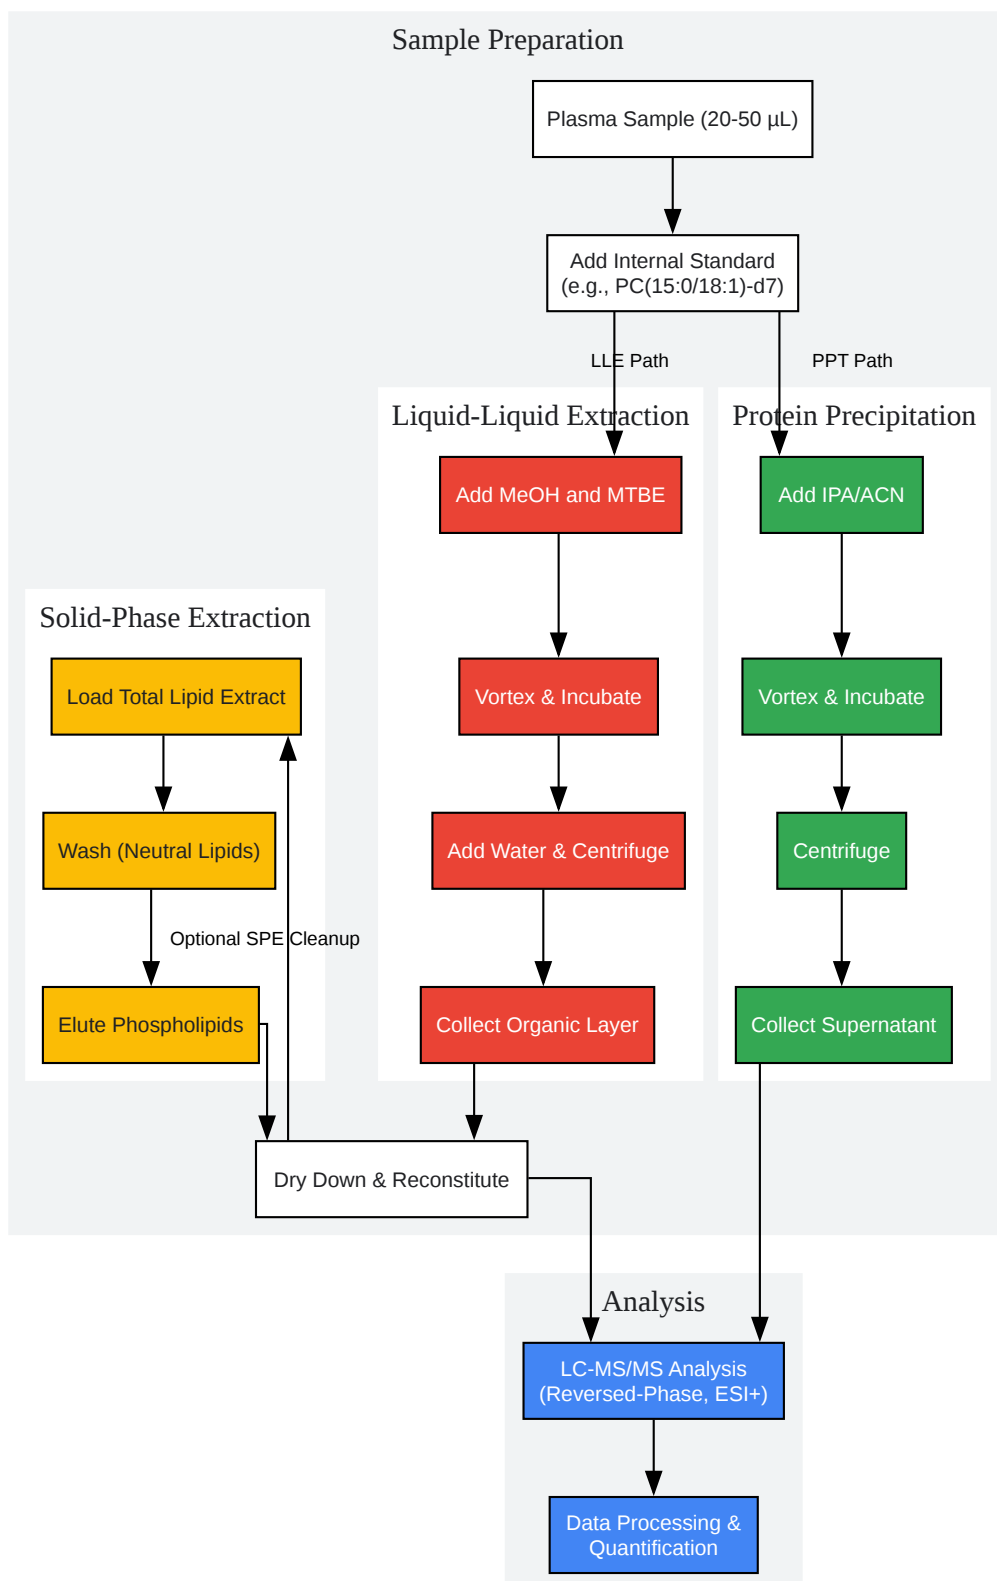 Sample Preparation
Plasma Sample (20-50 µL)
Add Internal Standard
(e.g., PC(15:0/18:1)-d7)
LLE Path
PPT Path
Liquid-Liquid Extraction
Protein Precipitation
Add MeOH and MTBE
Add IPA/ACN
Solid-Phase Extraction
Load Total Lipid Extract
Vortex & Incubate
Vortex & Incubate
Wash (Neutral Lipids)
Add Water & Centrifuge
Centrifuge
Optional SPE Cleanup
Elute Phospholipids
Collect Organic Layer
Collect Supernatant
Dry Down & Reconstitute
Analysis
LC-MS/MS Analysis
(Reversed-Phase, ESI+)
Data Processing &
Quantification